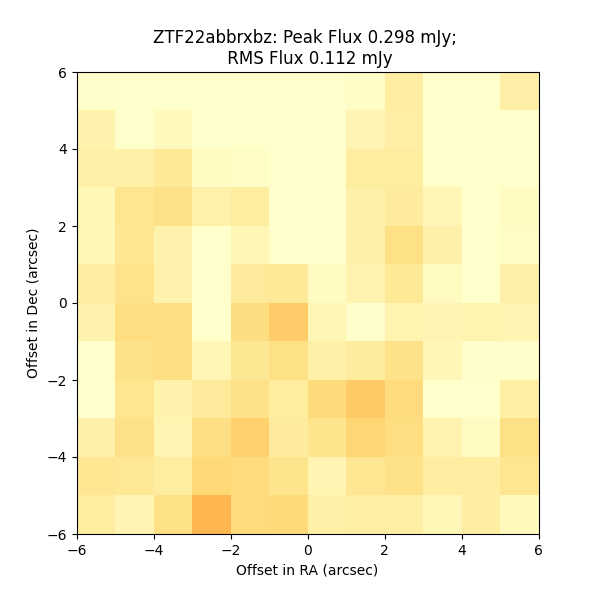 ZTF22abbrxbz: Peak Flux 0.298 mJy;
RMS Flux 0.112 mJy
6
4
2
0
−2
−4
−6
Offset in Dec (arcsec)
−6 −4 −2 0 2 4 6
Offset in RA (arcsec)